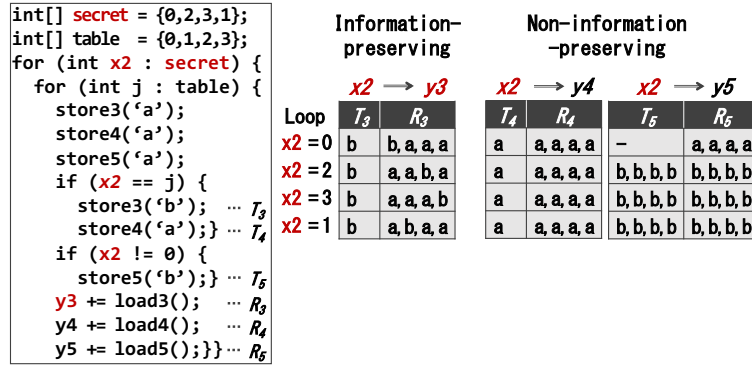 int[] secret = {0,2,3,1};
int[] table = {0,1,2,3};
for (int x2 : secret) {
for (int j : table) {
store3(‘a’);
store4(‘a’);
store5(‘a’);
if (x2 == j) {
store3(‘b’); … T3
store4(‘a’);} … T4
if (x2 != 0) {
store5(‘b’);} … T5
y3 += load3(); … R3
y4 += load4(); … R4
y5 += load5();}} … R5
Information-
preserving
Non-information
-preserving
x2 → y3 x2 → y4 x2 → y5
Loop T3 R3 T4 R4 T5 R5
x2 = 0 b b, a, a, a a a, a, a, a – a, a, a, a
x2 = 2 b a, a, b, a a a, a, a, a b, b, b, b b, b, b, b
x2 = 3 b a, a, a, b a a, a, a, a b, b, b, b b, b, b, b
x2 = 1 b a, b, a, a a a, a, a, a b, b, b, b b, b, b, b